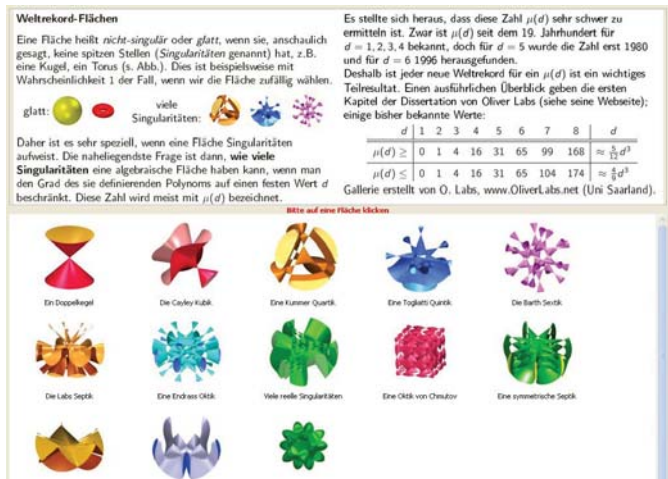 Weltrekord-Flächen
Eine Fläche heißt nicht-singulär oder glatt, wenn sie, anschaulich
gesagt, keine spitzen Stellen (Singularitäten genannt) hat, z.B.
eine Kugel, ein Torus (s. Abb.). Dies ist beispielsweise mit
Wahrscheinlichkeit 1 der Fall, wenn wir die Fläche zufällig wählen.
glatt:
viele
Singularitäten:
Daher ist es sehr speziell, wenn eine Fläche Singularitäten
aufweist. Die naheliegendste Frage ist dann, wie viele
Singularitäten eine algebraische Fläche haben kann, wenn man
den Grad des sie definierenden Polynoms auf einen festen Wert d
beschränkt. Diese Zahl wird meist mit μ(d) bezeichnet.
Es stellte sich heraus, dass diese Zahl μ(d) sehr schwer zu
ermitteln ist. Zwar ist μ(d) seit dem 19. Jahrhundert für
d = 1, 2, 3, 4 bekannt, doch für d = 5 wurde die Zahl erst 1980
und für d = 6 1996 herausgefunden.
Deshalb ist jeder neue Weltrekord für ein μ(d) ist ein wichtiges
Teilresultat. Einen ausführlichen Überblick geben die ersten
Kapitel der Dissertation von Oliver Labs (siehe seine Webseite);
einige bisher bekannte Werte:
d 1 2 3 4 5 6 7 8 d
μ(d) ≥ 0 1 4 16 31 65 99 168 ≈ 5/12 d³
μ(d) ≤ 0 1 4 16 31 65 104 174 ≈ 4/9 d³
Gallerie erstellt von O. Labs, www.OliverLabs.net (Uni Saarland).
Bitte auf eine Fläche klicken
Ein Doppelkegel
Die Cayley Kubik
Eine Kummer Quartik
Eine Togliatti Quintik
Die Barth Sextik
Die Labs Septik
Eine Endrass Oktik
Viele reelle Singularitäten
Eine Oktik von Chmutov
Eine symmetrische Septik